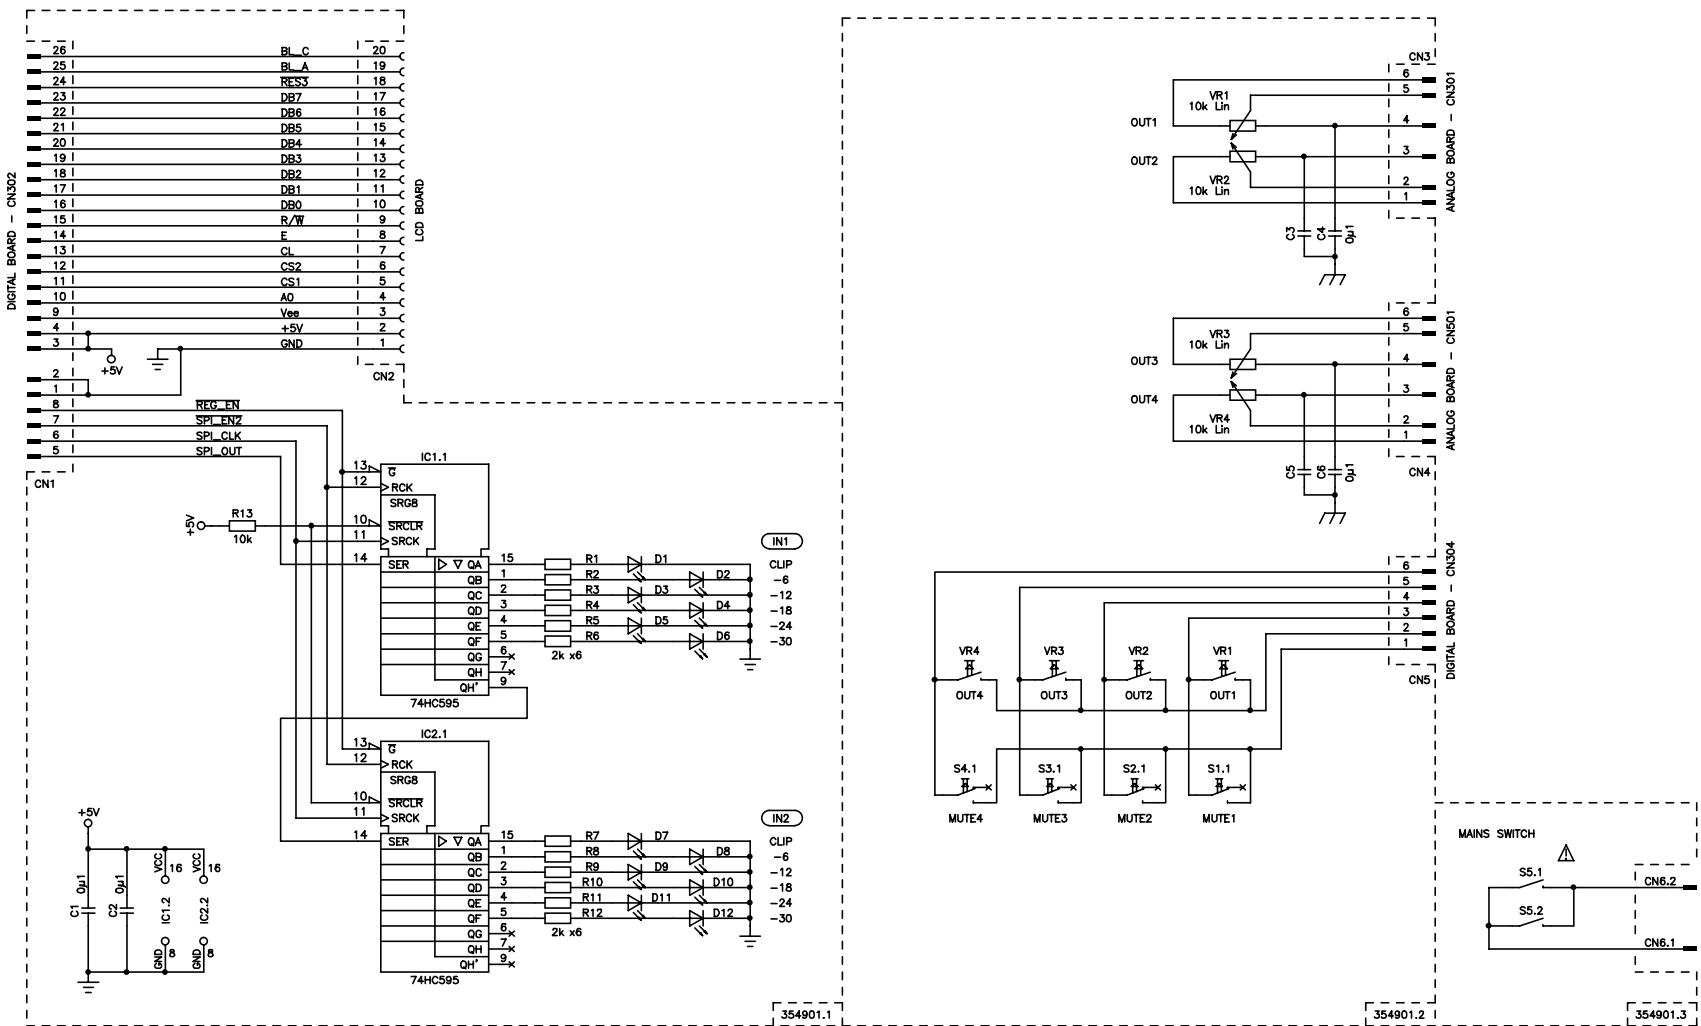 DIGITAL BOARD - CN302
26 BL_C 20
25 BL_A 19
24 RES3 18
23 DB7 17
22 DB6 16
21 DB5 15
20 DB4 14
19 DB3 13
18 DB2 12
17 DB1 11
16 DB0 10
15 R/W 9
14 E 8
13 CL 7
12 CS2 6
11 CS1 5
10 A0 4
9 Vee 3
4 +5V 2
3 GND 1
+5V
CN2
LCD BOARD
2
1
8 REG_EN
7 SPI_EN2
6 SPI_CLK
5 SPI_OUT
CN1
IC1.1
13 G
12 RCK
SRG8
+5V R13 10k
10 SRCLR
11 SRCK
14 SER QA 15 R1 D1
QB 1 R2 D2
QC 2 R3 D3
QD 3 R4 D4
QE 4 R5 D5
QF 5 R6 D6
QG 6
2k x6
QH 7
QH' 9
74HC595
IN1
CLIP
-6
-12
-18
-24
-30
IC2.1
13 G
12 RCK
SRG8
10 SRCLR
11 SRCK
14 SER QA 15 R7 D7
QB 1 R8 D8
QC 2 R9 D9
QD 3 R10 D10
QE 4 R11 D11
QF 5 R12 D12
QG 6
2k x6
QH 7
QH' 9
74HC595
IN2
CLIP
-6
-12
-18
-24
-30
+5V
C1 0µ1
C2 0µ1
VCC 16
IC1.2
GND 8
VCC 16
IC2.2
GND 8
354901.1
CN3
ANALOG BOARD - CN301
6
5
4
3
2
1
VR1
10k Lin
OUT1
OUT2
VR2
10k Lin
C3
C4
0µ1
ANALOG BOARD - CN501
6
5
4
3
2
1
VR3
10k Lin
OUT3
OUT4
VR4
10k Lin
C5
C6
0µ1
CN4
DIGITAL BOARD - CN304
6
5
4
3
2
1
CN5
VR4 VR3 VR2 VR1
OUT4 OUT3 OUT2 OUT1
S4.1 S3.1 S2.1 S1.1
MUTE4 MUTE3 MUTE2 MUTE1
354901.2
MAINS SWITCH
S5.1
CN6.2
S5.2
CN6.1
354901.3